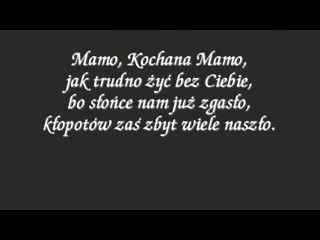 Mamo, Kochana Mamo,
jak trudno żyć bez Ciebie,
bo słońce nam już zgasło,
kłopotów zaś zbyt wiele naszło.